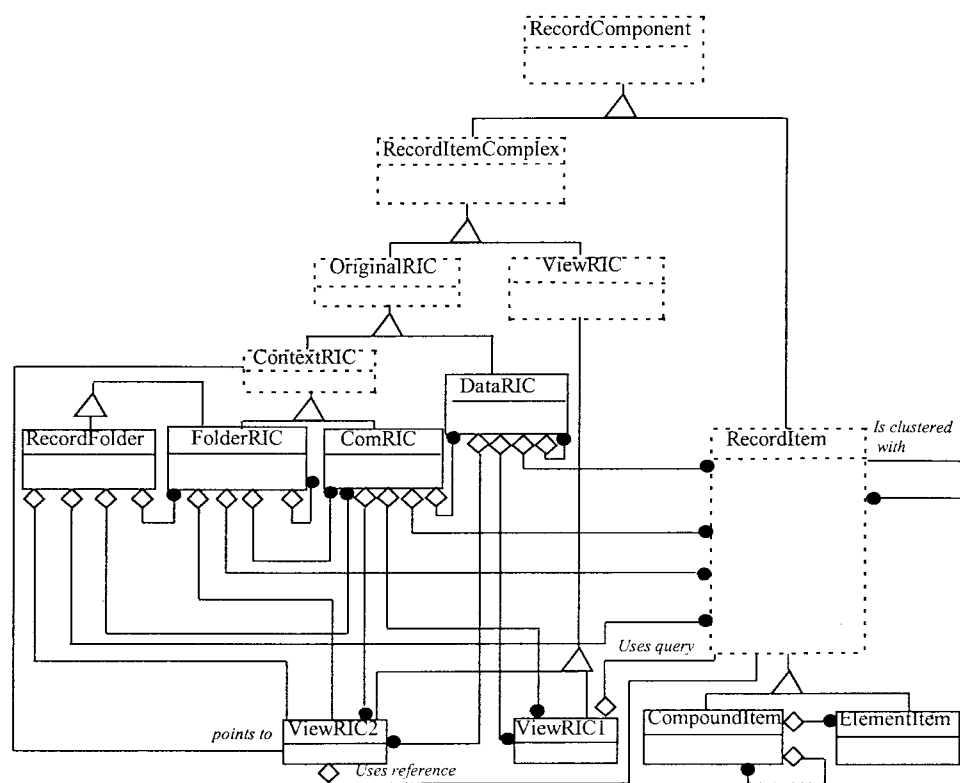 RecordComponent
RecordItemComplex
OriginalRIC
ViewRIC
ContextRIC
DataRIC
RecordFolder
FolderRIC
ComRIC
RecordItem
Is clustered
with
Uses query
CompoundItem
ElementItem
points to
ViewRIC2
ViewRIC1
Uses reference